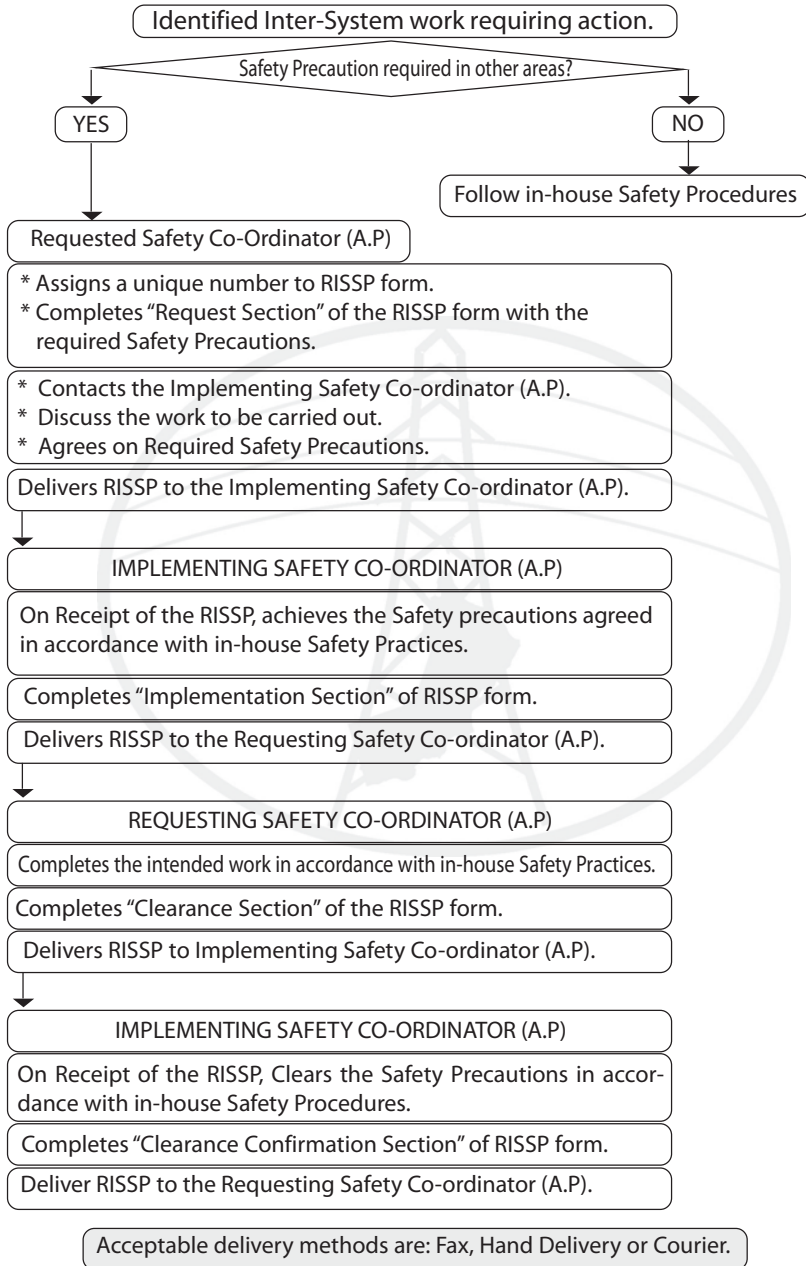 Identified Inter-System work requiring action.
Safety Precaution required in other areas?
YES
NO
Follow in-house Safety Procedures
Requested Safety Co-Ordinator (A.P)
* Assigns a unique number to RISSP form.
* Completes “Request Section” of the RISSP form with the
required Safety Precautions.
* Contacts the Implementing Safety Co-ordinator (A.P).
* Discuss the work to be carried out.
* Agrees on Required Safety Precautions.
Delivers RISSP to the Implementing Safety Co-ordinator (A.P).
IMPLEMENTING SAFETY CO-ORDINATOR (A.P)
On Receipt of the RISSP, achieves the Safety precautions agreed
in accordance with in-house Safety Practices.
Completes “Implementation Section” of RISSP form.
Delivers RISSP to the Requesting Safety Co-ordinator (A.P).
REQUESTING SAFETY CO-ORDINATOR (A.P)
Completes the intended work in accordance with in-house Safety Practices.
Completes “Clearance Section” of the RISSP form.
Delivers RISSP to Implementing Safety Co-ordinator (A.P).
IMPLEMENTING SAFETY CO-ORDINATOR (A.P)
On Receipt of the RISSP, Clears the Safety Precautions in accor-
dance with in-house Safety Procedures.
Completes “Clearance Confirmation Section” of RISSP form.
Deliver RISSP to the Requesting Safety Co-ordinator (A.P).
Acceptable delivery methods are: Fax, Hand Delivery or Courier.